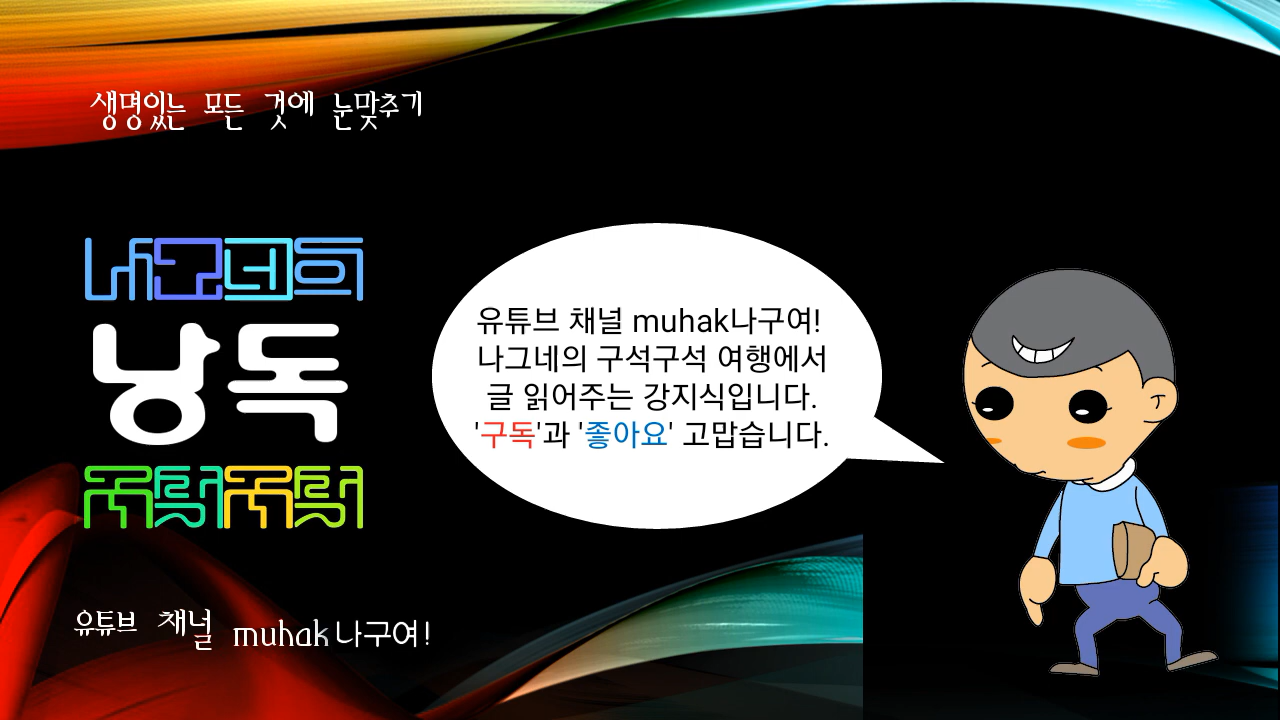 생명있는 모든 것에 눈맞추기
나그네의
낭독
구석구석
유튜브 채널 muhak나구여!
나그네의 구석구석 여행에서
글 읽어주는 강지식입니다.
'구독'과 '좋아요' 고맙습니다.
유튜브 채널 muhak나구여!